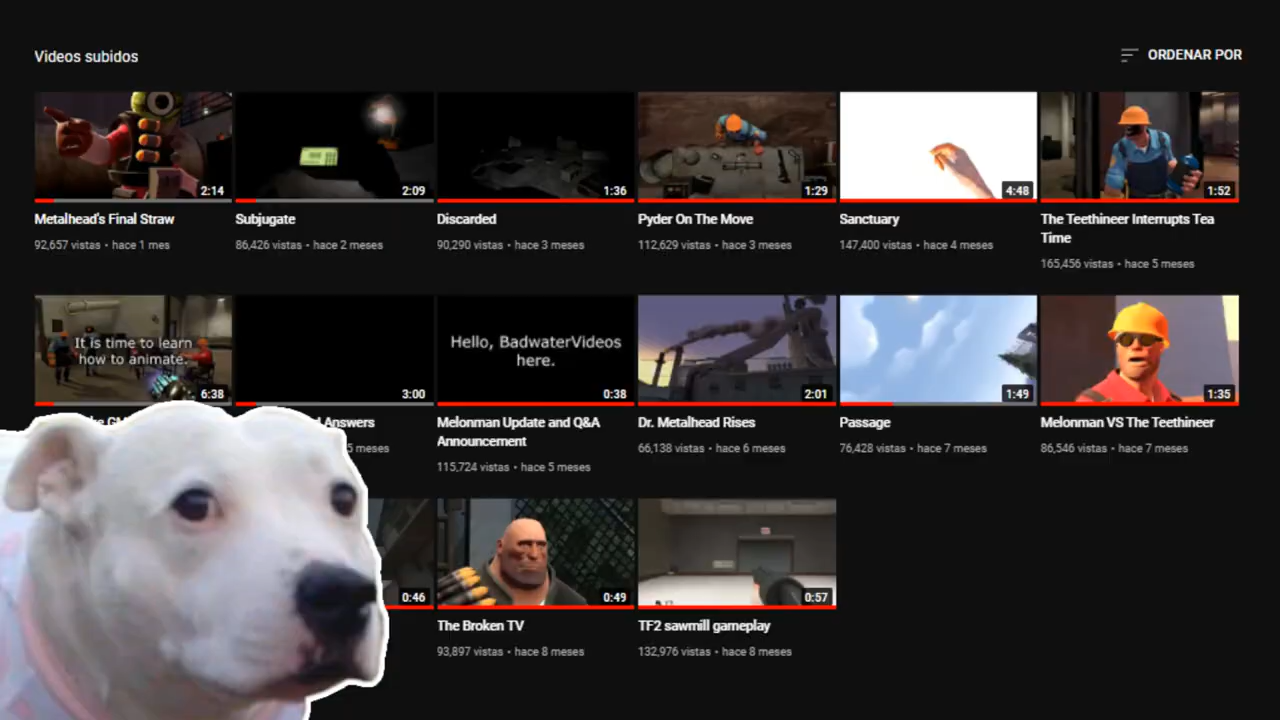 Videos subidos
ORDENAR POR
2:14
2:09
1:36
1:29
4:48
1:52
Metalhead's Final Straw
92,657 vistas • hace 1 mes
Subjugate
86,426 vistas • hace 2 meses
Discarded
90,290 vistas • hace 3 meses
Pyder On The Move
112,629 vistas • hace 3 meses
Sanctuary
147,400 vistas • hace 4 meses
The Teethineer Interrupts Tea
Time
165,456 vistas • hace 5 meses
It is time to learn
how to animate.
6:38
3:00
Hello, BadwaterVideos
here.
0:38
2:01
1:49
1:35
Answers
5 meses
Melonman Update and Q&A
Announcement
115,724 vistas • hace 5 meses
Dr. Metalhead Rises
66,138 vistas • hace 6 meses
Passage
76,428 vistas • hace 7 meses
Melonman VS The Teethineer
86,546 vistas • hace 7 meses
0:46
0:49
0:57
The Broken TV
93,897 vistas • hace 8 meses
TF2 sawmill gameplay
132,976 vistas • hace 8 meses